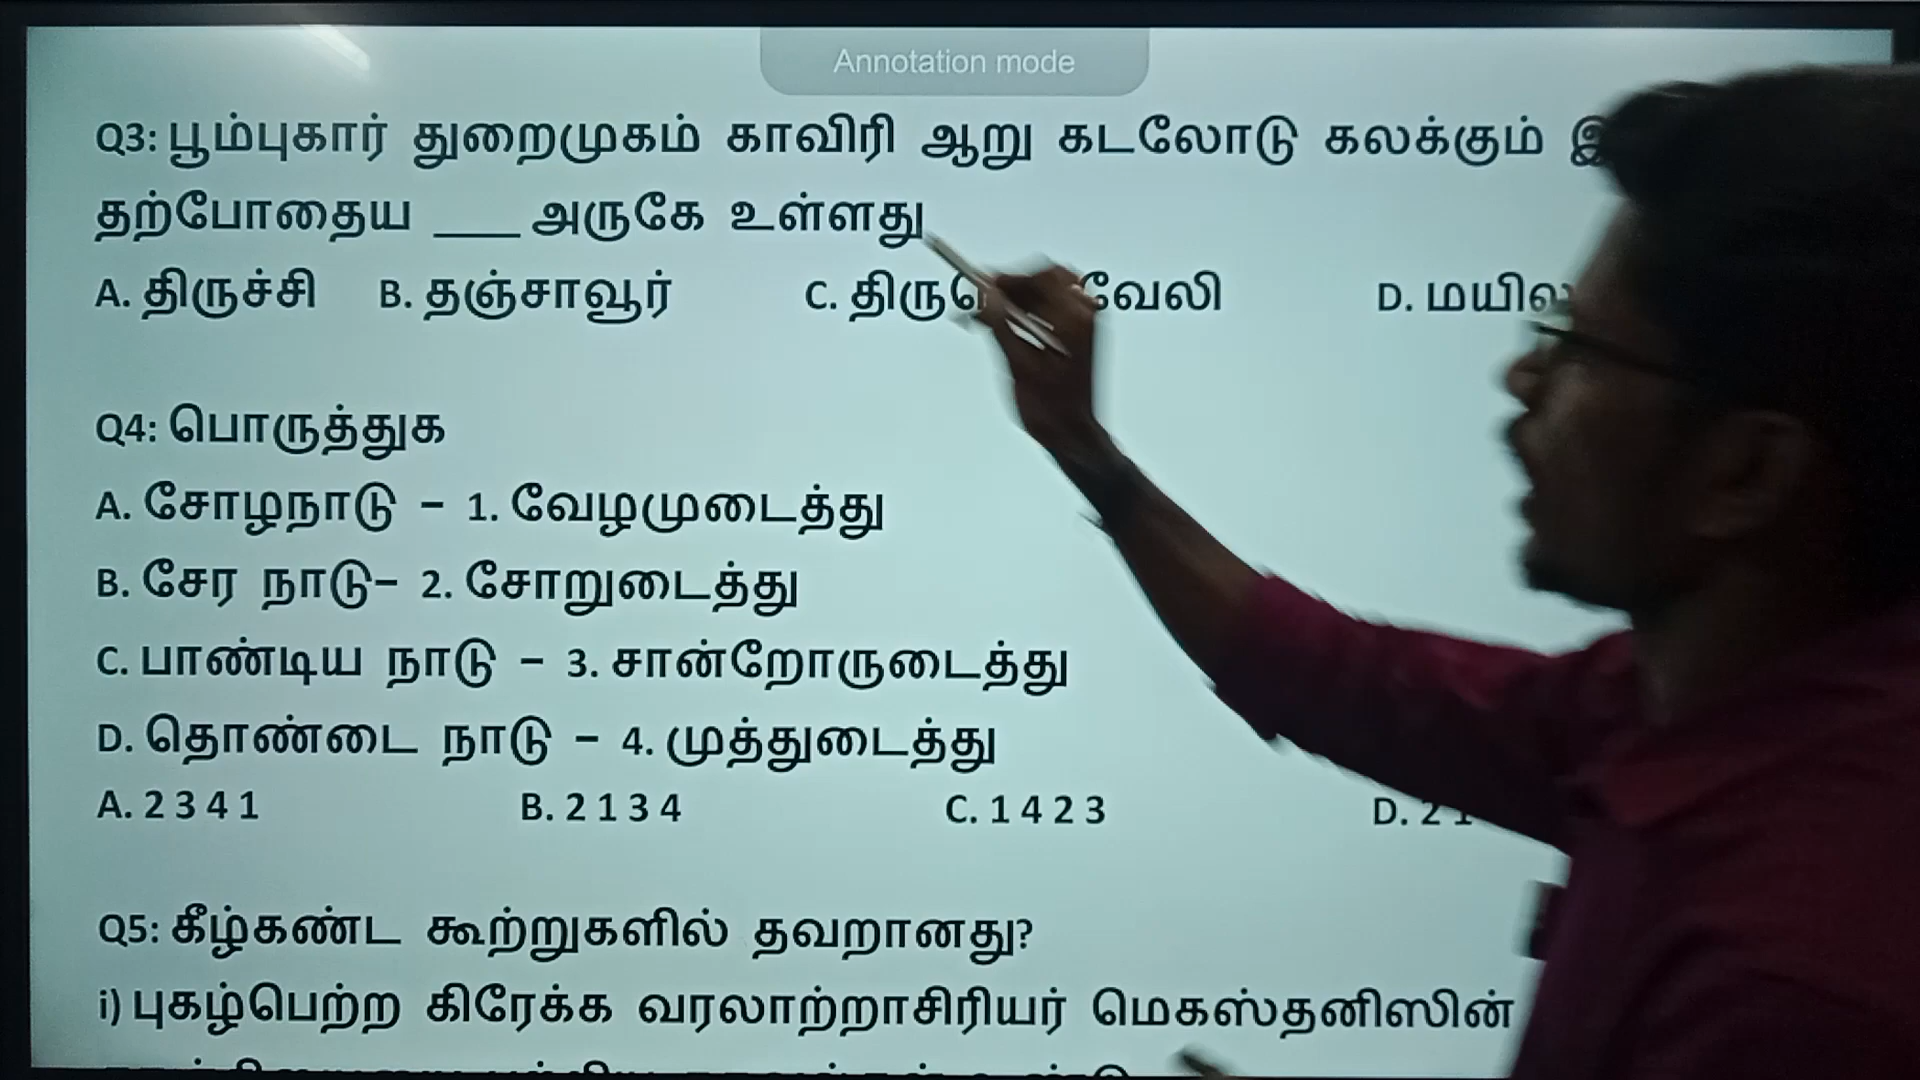 Annotation mode
Q3: பூம்புகார் துறைமுகம் காவிரி ஆறு கடலோடு கலக்கும்
தற்போதைய ___ அருகே உள்ளது
A. திருச்சி B. தஞ்சாவூர் C. D.
Q4: பொருத்துக
A. சோழநாடு – 1. வேழமுடைத்து
B. சேர நாடு– 2. சோறுடைத்து
C. பாண்டிய நாடு – 3. சான்றோருடைத்து
D. தொண்டை நாடு – 4. முத்துடைத்து
A. 2 3 4 1 B. 2 1 3 4 C. 1 4 2 3 D. 2 1
Q5: கீழ்கண்ட கூற்றுகளில் தவறானது?
i) புகழ்பெற்ற கிரேக்க வரலாற்றாசிரியர் மெகஸ்தனிஸின்